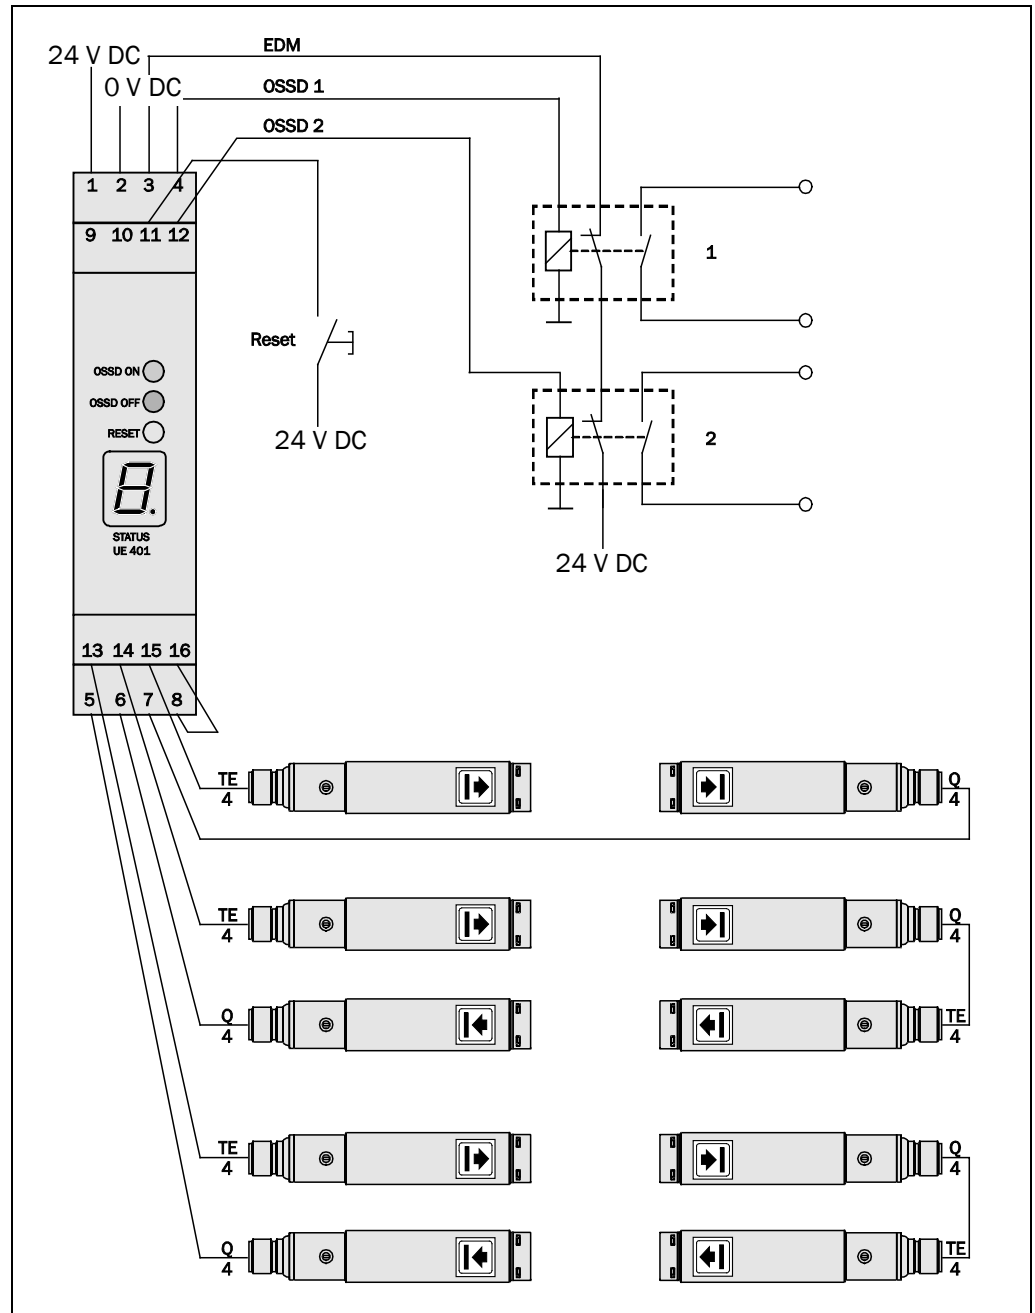 24 V DC
EDM
0 V DC
OSSD 1
OSSD 2
1 2 3 4
9 10 11 12
1
Reset
OSSD ON
OSSD OFF
RESET
24 V DC
2
8.
STATUS
UE 401
24 V DC
13 14 15 16
5 6 7 8
TE
4
Q
4
TE
4
Q
4
Q
4
TE
4
TE
4
Q
4
Q
4
TE
4